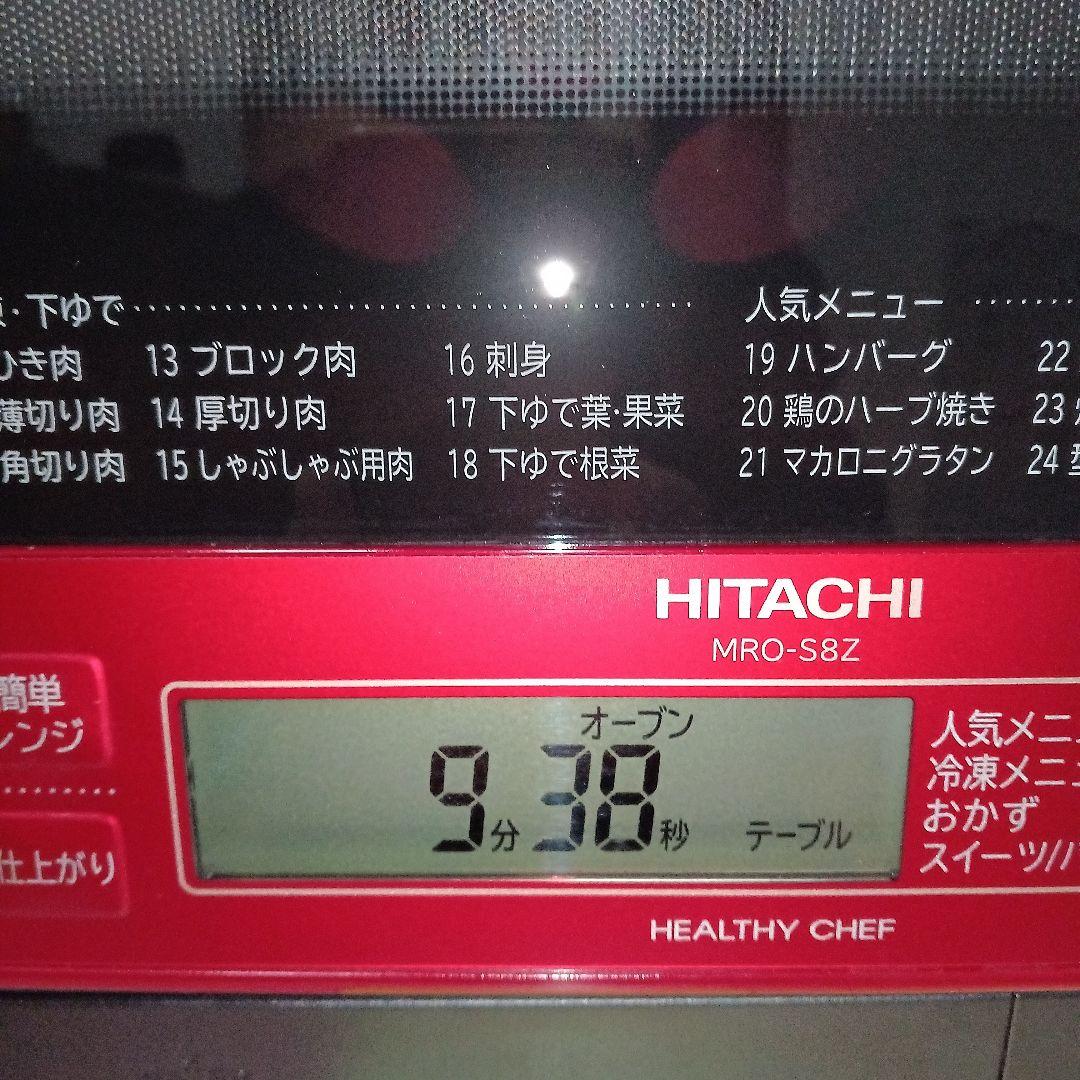 ・下ゆで
ひき肉 13 ブロック肉 16 刺身
薄切り肉 14 厚切り肉 17 下ゆで葉・果菜
角切り肉 15 しゃぶしゃぶ用肉 18 下ゆで根菜
人気メニュー
19 ハンバーグ 22
20 鶏のハーブ焼き 23
21 マカロニグラタン 24
HITACHI
MRO-S8Z
簡単
レンジ
仕上がり
オーブン
9分38秒 テーブル
人気メニュ
冷凍メニュ
おかず
スイーツ//
HEALTHY CHEF